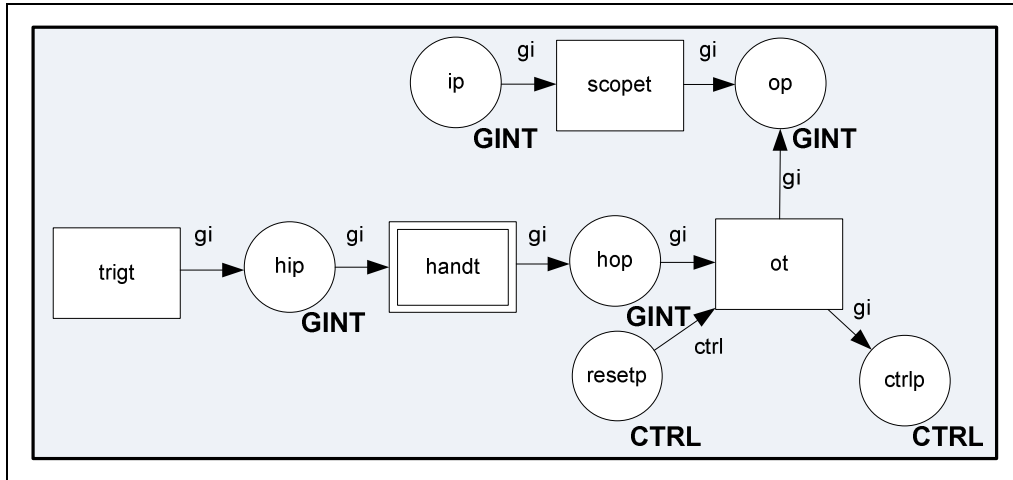 gi
gi
ip
scopet
op
GINT
GINT
gi
gi
gi
gi
gi
trigt
hip
handt
hop
ot
GINT
GINT
gi
ctrl
resetp
ctrlp
CTRL
CTRL